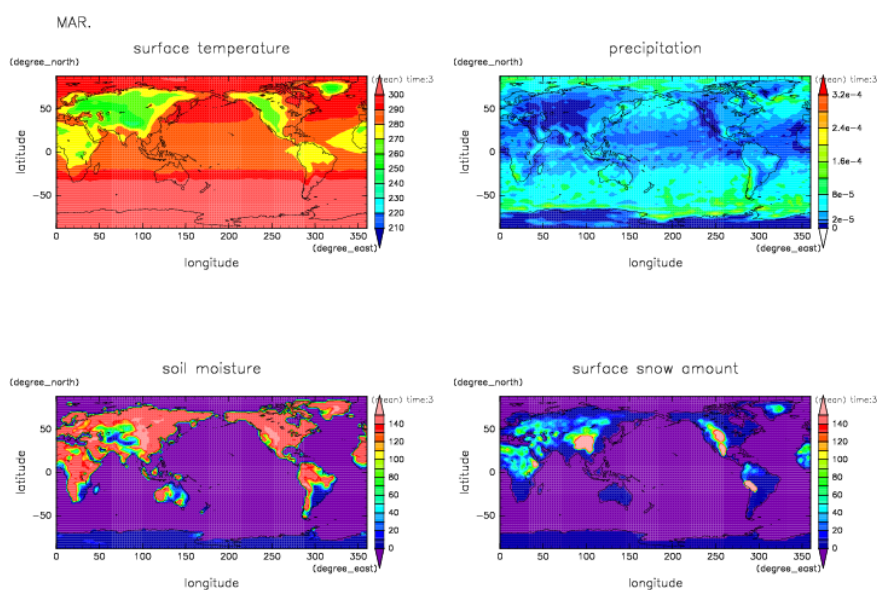 MAR.
surface temperature
(degree_north)
(mean) time:3
latitude
50
0
−50
300
290
280
270
260
250
240
230
220
210
0 50 100 150 200 250 300 350
(degree_east)
longitude
precipitation
(degree_north)
(mean) time:3
latitude
50
0
−50
3.2e−4
2.4e−4
1.6e−4
8e−5
2e−5
0
0 50 100 150 200 250 300 350
(degree_east)
longitude
soil moisture
(degree_north)
(mean) time:3
latitude
50
0
−50
140
120
100
80
60
40
20
0
0 50 100 150 200 250 300 350
(degree_east)
longitude
surface snow amount
(degree_north)
(mean) time:3
latitude
50
0
−50
140
120
100
80
60
40
20
0
0 50 100 150 200 250 300 350
(degree_east)
longitude